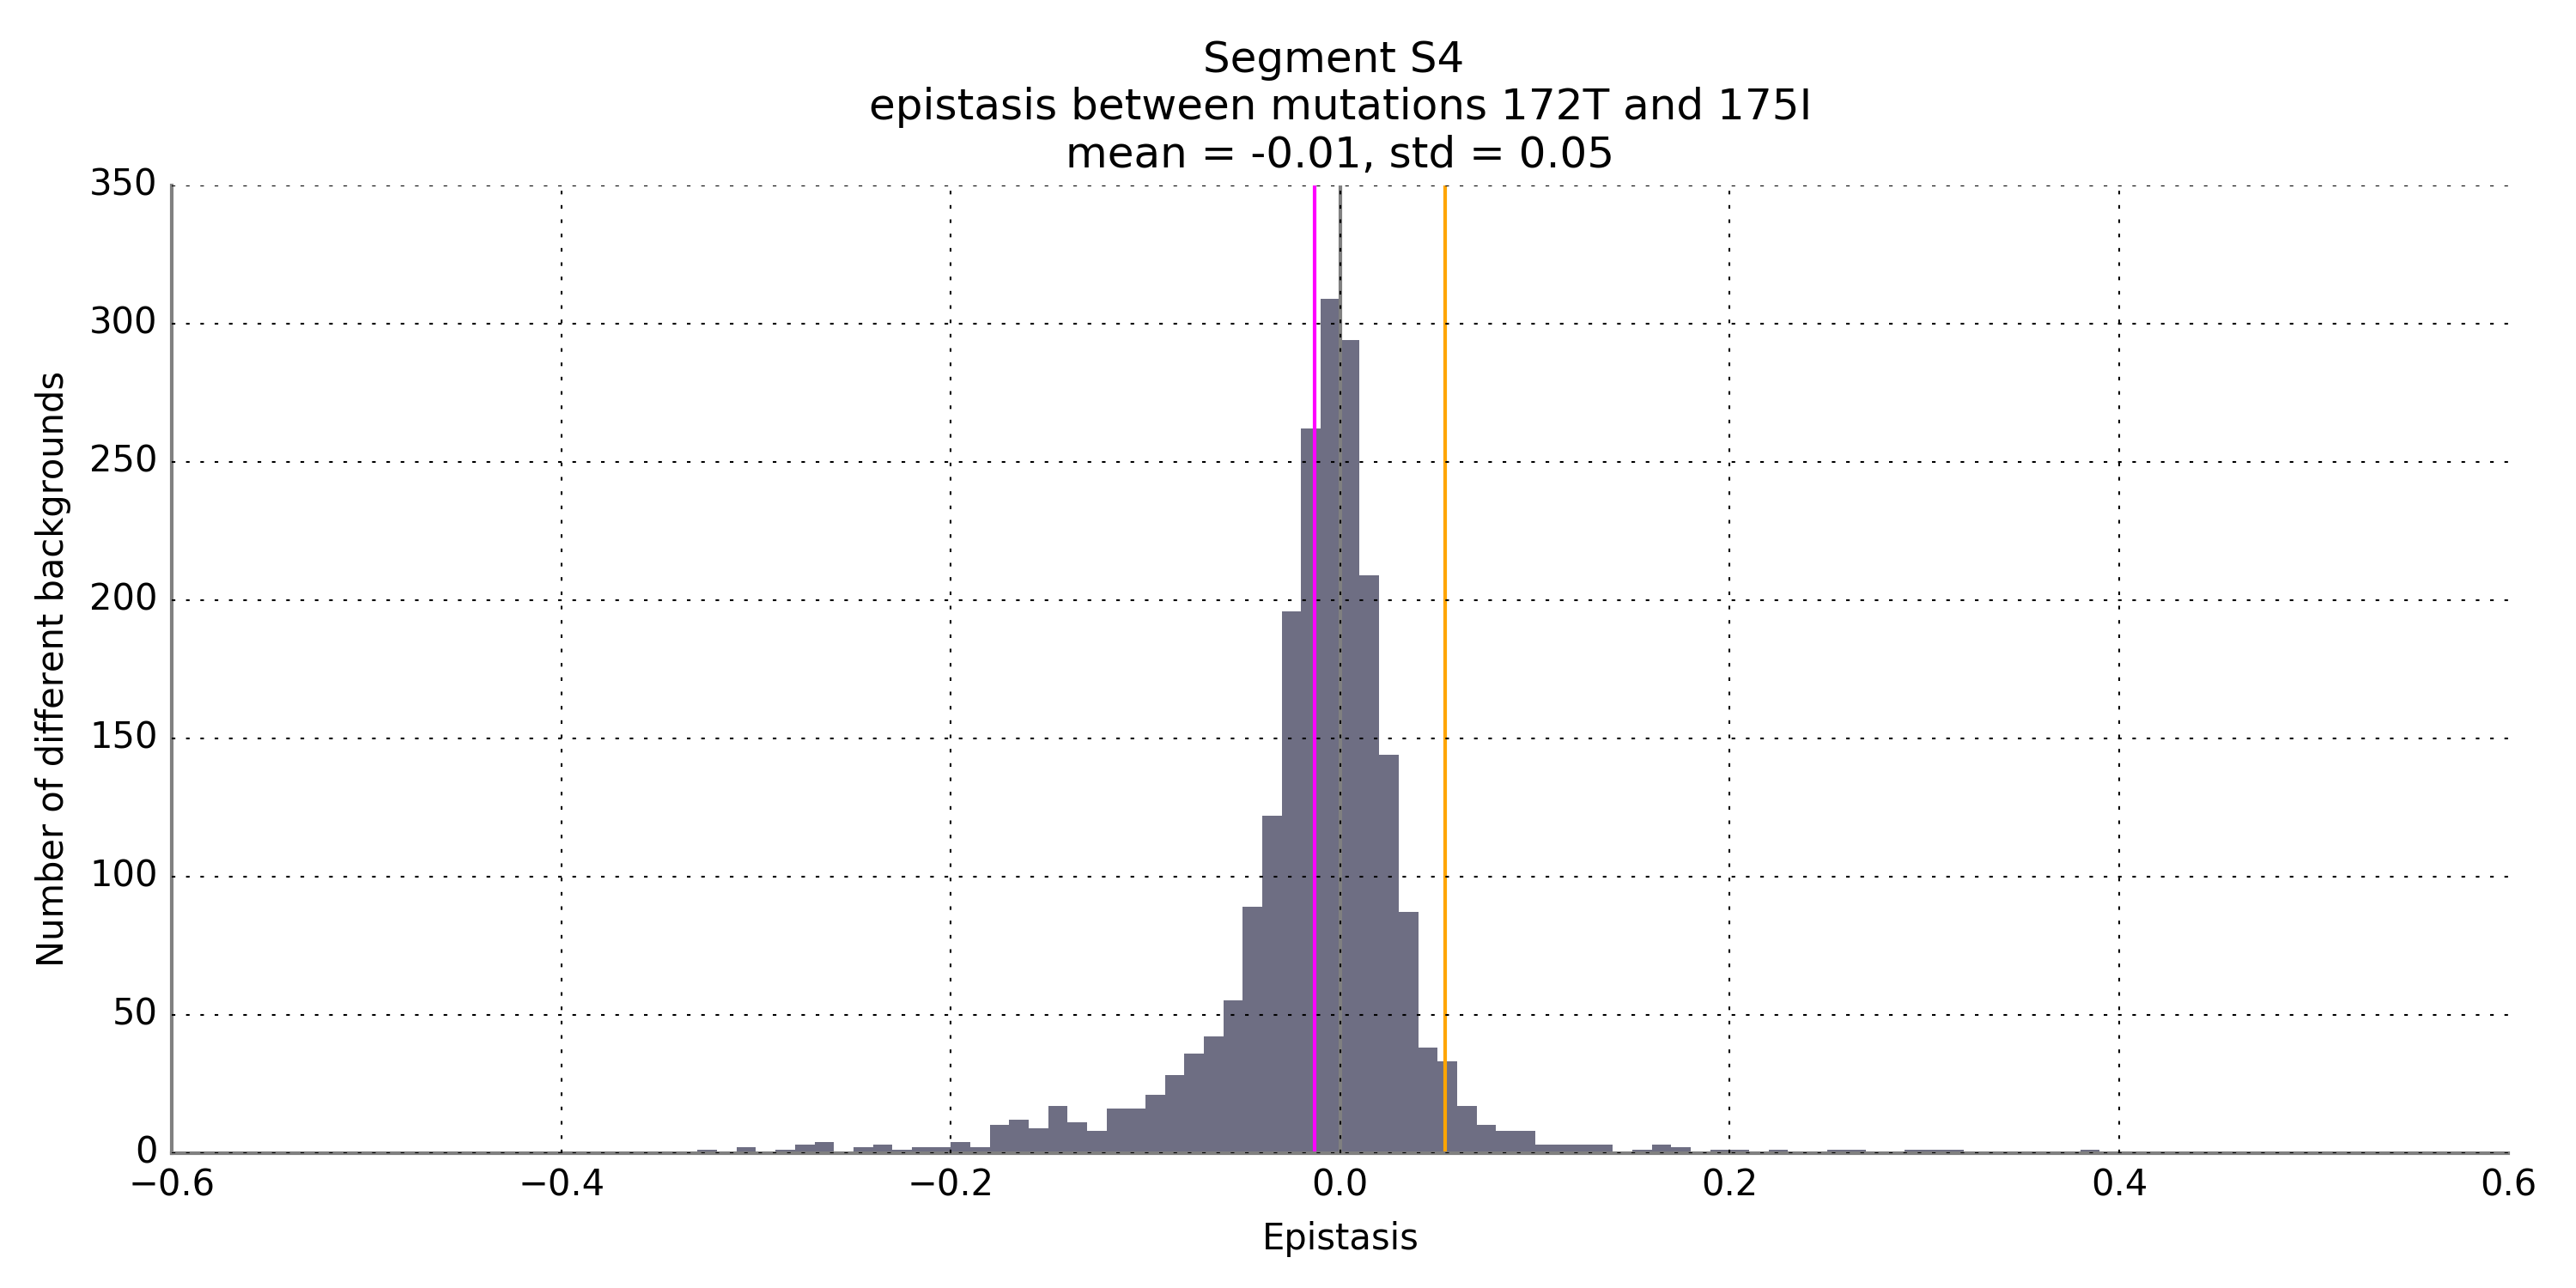 Segment S4
epistasis between mutations 172T and 175I
mean = -0.01, std = 0.05
350
300
250
200
150
100
50
0
Number of different backgrounds
−0.6 −0.4 −0.2 0.0 0.2 0.4 0.6
Epistasis